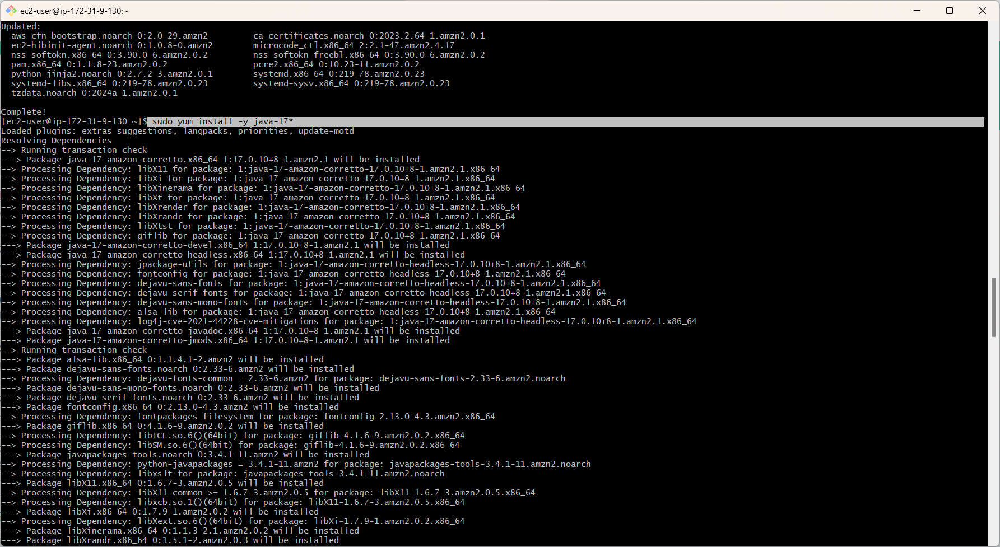 ec2-user@ip-172-31-9-130:~
Updated:
  aws-cfn-bootstrap.noarch 0:2.0-29.amzn2         ca-certificates.noarch 0:2023.2.64-1.amzn2.0.1
  ec2-hibinit-agent.noarch 0:1.0.8-0.amzn2        microcode_ctl.x86_64 2:2.1-47.amzn2.4.17
  nss-softokn.x86_64 0:3.90.0-6.amzn2.0.2         nss-softokn-freebl.x86_64 0:3.90.0-6.amzn2.0.2
  pam.x86_64 0:1.1.8-23.amzn2.0.2                 pcre2.x86_64 0:10.23-11.amzn2.0.2
  python-jinja2.noarch 0:2.7.2-3.amzn2.0.1        systemd.x86_64 0:219-78.amzn2.0.23
  systemd-libs.x86_64 0:219-78.amzn2.0.23         systemd-sysv.x86_64 0:219-78.amzn2.0.23
  tzdata.noarch 0:2024a-1.amzn2.0.1
Complete!
[ec2-user@ip-172-31-9-130 ~]$ sudo yum install -y java-17*
Loaded plugins: extras_suggestions, langpacks, priorities, update-motd
Resolving Dependencies
--> Running transaction check
---> Package java-17-amazon-corretto.x86_64 1:17.0.10+8-1.amzn2.1 will be installed
--> Processing Dependency: libX11 for package: 1:java-17-amazon-corretto-17.0.10+8-1.amzn2.1.x86_64
--> Processing Dependency: libXi for package: 1:java-17-amazon-corretto-17.0.10+8-1.amzn2.1.x86_64
--> Processing Dependency: libXinerama for package: 1:java-17-amazon-corretto-17.0.10+8-1.amzn2.1.x86_64
--> Processing Dependency: libXt for package: 1:java-17-amazon-corretto-17.0.10+8-1.amzn2.1.x86_64
--> Processing Dependency: libXrender for package: 1:java-17-amazon-corretto-17.0.10+8-1.amzn2.1.x86_64
--> Processing Dependency: libXrandr for package: 1:java-17-amazon-corretto-17.0.10+8-1.amzn2.1.x86_64
--> Processing Dependency: libXtst for package: 1:java-17-amazon-corretto-17.0.10+8-1.amzn2.1.x86_64
--> Processing Dependency: giflib for package: 1:java-17-amazon-corretto-17.0.10+8-1.amzn2.1.x86_64
---> Package java-17-amazon-corretto-devel.x86_64 1:17.0.10+8-1.amzn2.1 will be installed
---> Package java-17-amazon-corretto-headless.x86_64 1:17.0.10+8-1.amzn2.1 will be installed
--> Processing Dependency: jpackage-utils for package: 1:java-17-amazon-corretto-headless-17.0.10+8-1.amzn2.1.x86_64
--> Processing Dependency: fontconfig for package: 1:java-17-amazon-corretto-headless-17.0.10+8-1.amzn2.1.x86_64
--> Processing Dependency: dejavu-sans-fonts for package: 1:java-17-amazon-corretto-headless-17.0.10+8-1.amzn2.1.x86_64
--> Processing Dependency: dejavu-serif-fonts for package: 1:java-17-amazon-corretto-headless-17.0.10+8-1.amzn2.1.x86_64
--> Processing Dependency: dejavu-sans-mono-fonts for package: 1:java-17-amazon-corretto-headless-17.0.10+8-1.amzn2.1.x86_64
--> Processing Dependency: alsa-lib for package: 1:java-17-amazon-corretto-headless-17.0.10+8-1.amzn2.1.x86_64
--> Processing Dependency: log4j-cve-2021-44228-cve-mitigations for package: 1:java-17-amazon-corretto-headless-17.0.10+8-1.amzn2.1.x86_64
---> Package java-17-amazon-corretto-javadoc.x86_64 1:17.0.10+8-1.amzn2.1 will be installed
---> Package java-17-amazon-corretto-jmods.x86_64 1:17.0.10+8-1.amzn2.1 will be installed
--> Running transaction check
---> Package alsa-lib.x86_64 0:1.1.4.1-2.amzn2 will be installed
---> Package dejavu-sans-fonts.noarch 0:2.33-6.amzn2 will be installed
--> Processing Dependency: dejavu-fonts-common = 2.33-6.amzn2 for package: dejavu-sans-fonts-2.33-6.amzn2.noarch
---> Package dejavu-sans-mono-fonts.noarch 0:2.33-6.amzn2 will be installed
---> Package dejavu-serif-fonts.noarch 0:2.33-6.amzn2 will be installed
---> Package fontconfig.x86_64 0:2.13.0-4.3.amzn2 will be installed
--> Processing Dependency: fontpackages-filesystem for package: fontconfig-2.13.0-4.3.amzn2.x86_64
---> Package giflib.x86_64 0:4.1.6-9.amzn2.0.2 will be installed
--> Processing Dependency: libICE.so.6()(64bit) for package: giflib-4.1.6-9.amzn2.0.2.x86_64
--> Processing Dependency: libSM.so.6()(64bit) for package: giflib-4.1.6-9.amzn2.0.2.x86_64
---> Package javapackages-tools.noarch 0:3.4.1-11.amzn2 will be installed
--> Processing Dependency: python-javapackages = 3.4.1-11.amzn2 for package: javapackages-tools-3.4.1-11.amzn2.noarch
--> Processing Dependency: libxslt for package: javapackages-tools-3.4.1-11.amzn2.noarch
---> Package libX11.x86_64 0:1.6.7-3.amzn2.0.5 will be installed
--> Processing Dependency: libX11-common >= 1.6.7-3.amzn2.0.5 for package: libX11-1.6.7-3.amzn2.0.5.x86_64
--> Processing Dependency: libxcb.so.1()(64bit) for package: libX11-1.6.7-3.amzn2.0.5.x86_64
---> Package libXi.x86_64 0:1.7.9-1.amzn2.0.2 will be installed
--> Processing Dependency: libXext.so.6()(64bit) for package: libXi-1.7.9-1.amzn2.0.2.x86_64
---> Package libXinerama.x86_64 0:1.1.3-2.1.amzn2.0.2 will be installed
---> Package libXrandr.x86_64 0:1.5.1-2.amzn2.0.3 will be installed